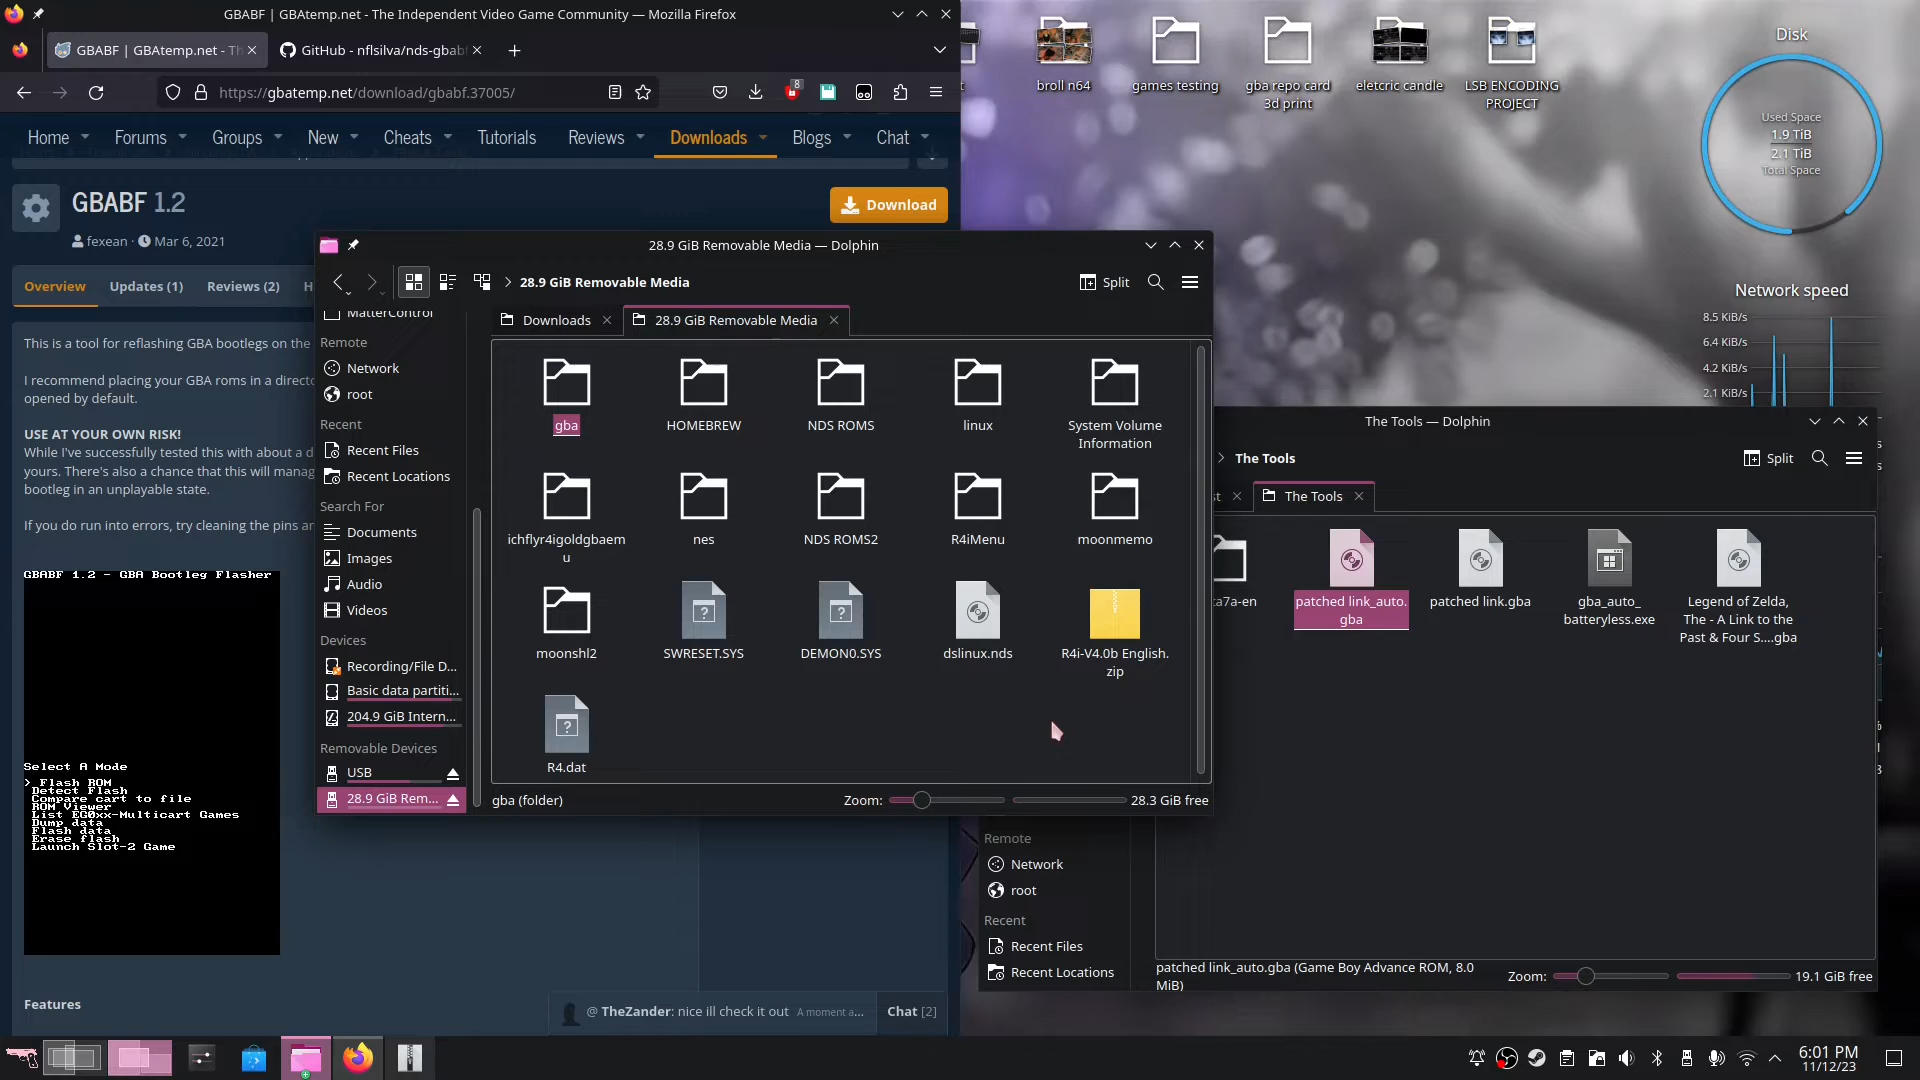 GBABF | GBAtemp.net - The Independent Video Game Community — Mozilla Firefox
GBABF | GBAtemp.net - Th
GitHub - nflsilva/nds-gbabf
https://gbatemp.net/download/gbabf.37005/
8
Home
Forums
Groups
New
Cheats
Tutorials
Reviews
Downloads
Blogs
Chat
GBABF 1.2
Download
fexean · Mar 6, 2021
Overview
Updates (1)
Reviews (2)
H
This is a tool for reflashing GBA bootlegs on the
I recommend placing your GBA roms in a directo
opened by default.
USE AT YOUR OWN RISK!
While I've successfully tested this with about a d
yours. There's also a chance that this will manag
bootleg in an unplayable state.
If you do run into errors, try cleaning the pins an
GBABF 1.2 - GBA Bootleg Flasher
Select A Mode
> Flash ROM
Detect Flash
Compare cart to file
ROM Viewer
List EG0xx-Multicart Games
Dump data
Flash data
Erase flash
Launch Slot-2 Game
Features
@ TheZander: nice ill check it out
A moment a...
Chat [2]
28.9 GiB Removable Media — Dolphin
28.9 GiB Removable Media
Split
Downloads
28.9 GiB Removable Media
MatterControl
Remote
Network
root
Recent
Recent Files
Recent Locations
Search For
Documents
Images
Audio
Videos
Devices
Recording/File D...
Basic data partiti...
204.9 GiB Intern...
Removable Devices
USB
28.9 GiB Rem...
gba
HOMEBREW
NDS ROMS
linux
System Volume
Information
ichflyr4igoldgbaem
u
nes
NDS ROMS2
R4iMenu
moonmemo
moonshl2
SWRESET.SYS
DEMON0.SYS
dslinux.nds
R4i-V4.0b English.
zip
R4.dat
gba (folder)
Zoom:
28.3 GiB free
t
broll n64
games testing
gba repo card
3d print
eletcric candle
LSB ENCODING
PROJECT
Disk
Used Space
1.9 TiB
2.1 TiB
Total Space
Network speed
8.5 KiB/s
6.4 KiB/s
4.2 KiB/s
2.1 KiB/s
The Tools — Dolphin
The Tools
Split
st
The Tools
ta7a-en
patched link_auto.
gba
patched link.gba
gba_auto_
batteryless.exe
Legend of Zelda,
The - A Link to the
Past & Four S....gba
Remote
Network
root
Recent
Recent Files
Recent Locations
patched link_auto.gba (Game Boy Advance ROM, 8.0
MiB)
Zoom:
19.1 GiB free
6:01 PM
11/12/23